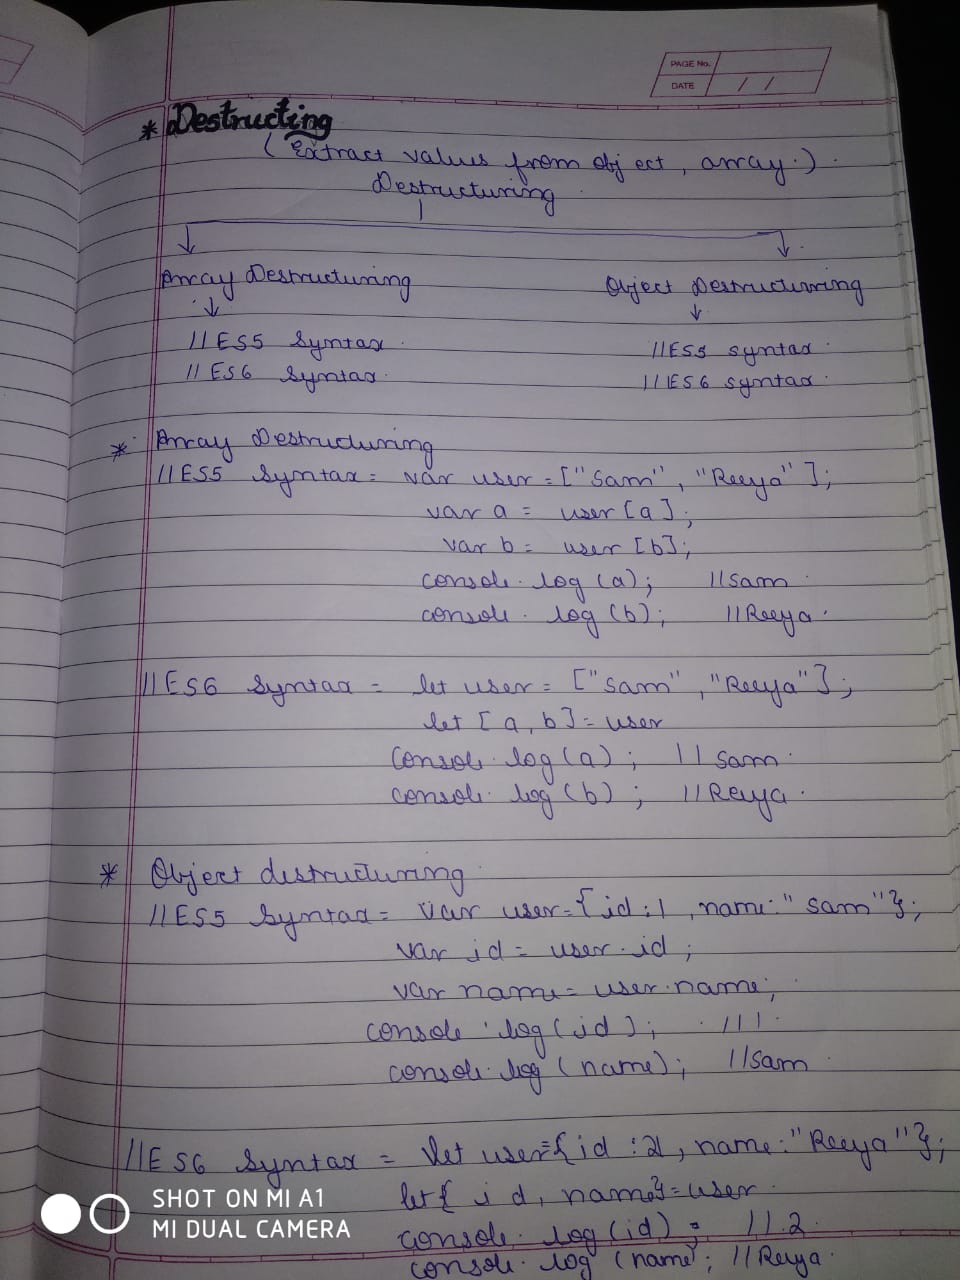 PAGE No.
DATE / /
* Destructing
(Extract values from object, array.)
Destructuring
Array Destructuring
Object Destructurring
//ES5 Syntax
//ES5 syntax
//ES6 Syntax
//ES6 syntax
* Array Destructuring
//ES5 Syntax = var user = ["Sam", "Reeya"];
var a = user [a];
var b = user [b];
console.log (a); //Sam
console.log (b); //Reeya
//ES6 Syntax = let user = ["Sam", "Reeya"];
let [a, b] = user
console.log (a); //Sam
console.log (b); //Reeya
* Object destructuring
//ES5 Syntax = var user = {id:1, name:"Sam"};
var id = user.id;
var name = user.name;
console.log (id); //1
console.log (name); //Sam
//ES6 Syntax = let user = {id:2, name:"Reeya"};
let { id, name} = user
console.log (id); //2
console.log (name); //Reeya
SHOT ON MI A1
MI DUAL CAMERA